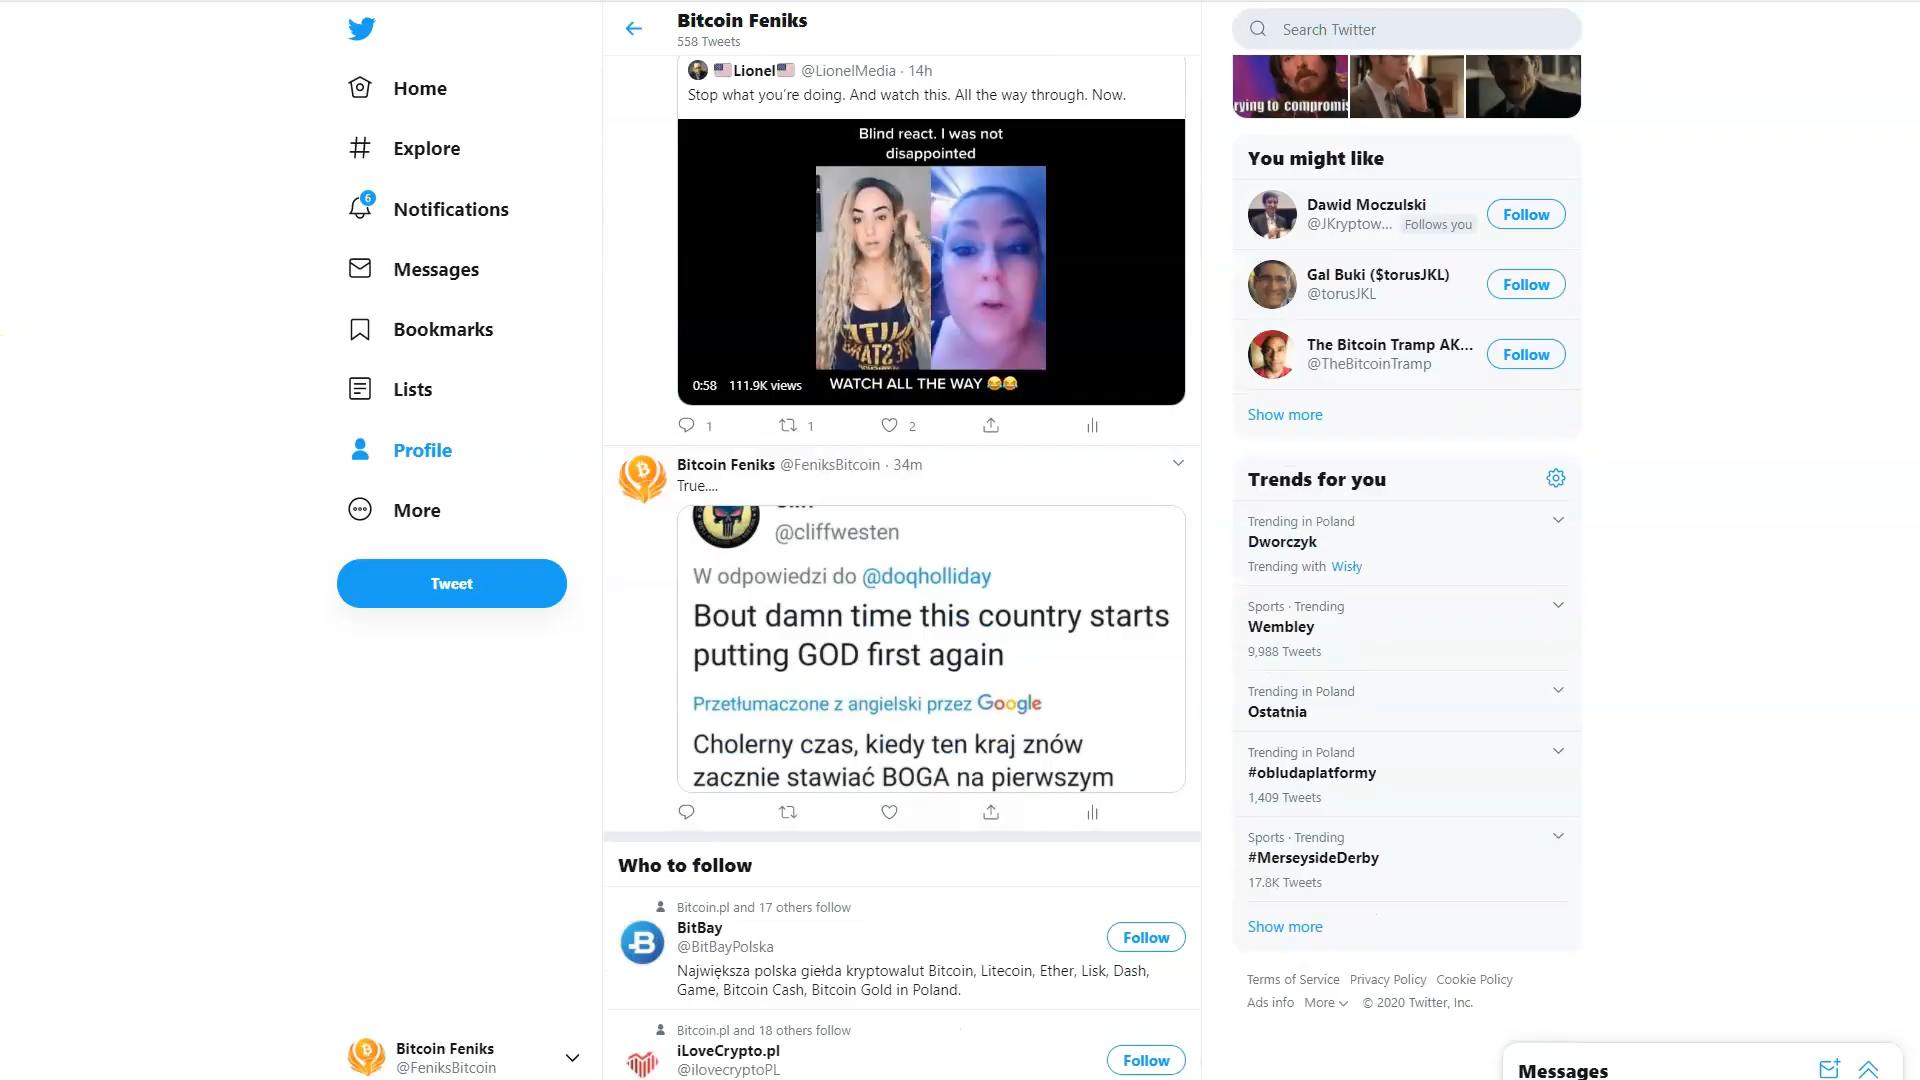 Home
Explore
6
Notifications
Messages
Bookmarks
Lists
Profile
More
Tweet
Bitcoin Feniks
@FeniksBitcoin
Bitcoin Feniks
558 Tweets
Lionel @LionelMedia · 14h
Stop what you're doing. And watch this. All the way through. Now.
Blind react. I was not
disappointed
WATCH ALL THE WAY 😂😂
0:58 111.9K views
1 1 2
Bitcoin Feniks @FeniksBitcoin · 34m
True....
@cliffwesten
W odpowiedzi do @doqholliday
Bout damn time this country starts
putting GOD first again
Przetłumaczone z angielski przez Google
Cholerny czas, kiedy ten kraj znów
zacznie stawiać BOGA na pierwszym
Who to follow
Bitcoin.pl and 17 others follow
BitBay
@BitBayPolska
Follow
Największa polska giełda kryptowalut Bitcoin, Litecoin, Ether, Lisk, Dash,
Game, Bitcoin Cash, Bitcoin Gold in Poland.
Bitcoin.pl and 18 others follow
iLoveCrypto.pl
@ilovecryptoPL
Follow
Search Twitter
rying to compromis
You might like
Dawid Moczulski
@JKryptow... Follows you
Follow
Gal Buki ($torusJKL)
@torusJKL
Follow
The Bitcoin Tramp AK...
@TheBitcoinTramp
Follow
Show more
Trends for you
Trending in Poland
Dworczyk
Trending with Wisły
Sports · Trending
Wembley
9,988 Tweets
Trending in Poland
Ostatnia
Trending in Poland
#obludaplatformy
1,409 Tweets
Sports · Trending
#MerseysideDerby
17.8K Tweets
Show more
Terms of Service Privacy Policy Cookie Policy
Ads info More © 2020 Twitter, Inc.
Messages